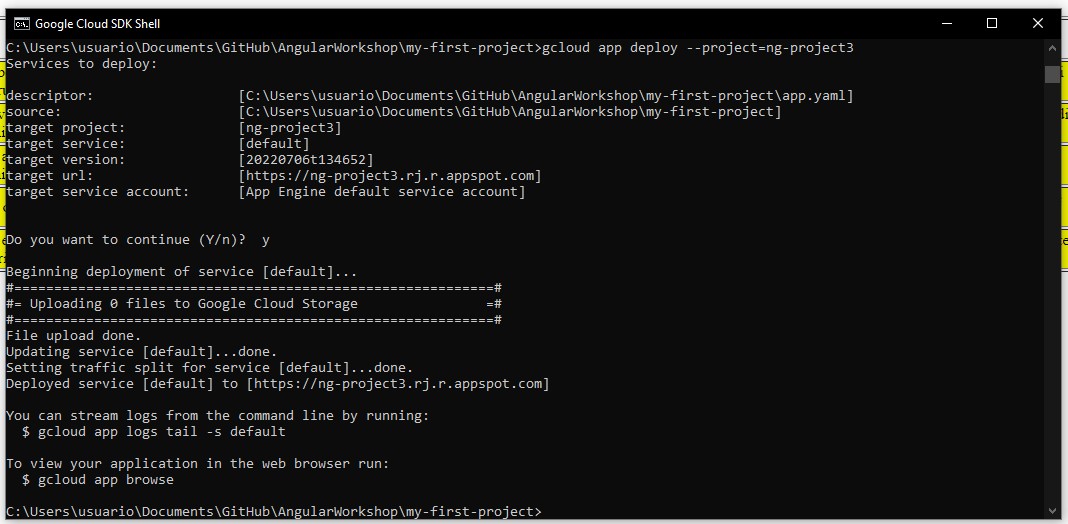 Google Cloud SDK Shell
C:\Users\usuario\Documents\GitHub\AngularWorkshop\my-first-project>gcloud app deploy --project=ng-project3
Services to deploy:
descriptor: [C:\Users\usuario\Documents\GitHub\AngularWorkshop\my-first-project\app.yaml]
source: [C:\Users\usuario\Documents\GitHub\AngularWorkshop\my-first-project]
target project: [ng-project3]
target service: [default]
target version: [20220706t134652]
target url: [https://ng-project3.rj.r.appspot.com]
target service account: [App Engine default service account]
Do you want to continue (Y/n)? y
Beginning deployment of service [default]...
#============================================================#
#= Uploading 0 files to Google Cloud Storage =#
#============================================================#
File upload done.
Updating service [default]...done.
Setting traffic split for service [default]...done.
Deployed service [default] to [https://ng-project3.rj.r.appspot.com]
You can stream logs from the command line by running:
$ gcloud app logs tail -s default
To view your application in the web browser run:
$ gcloud app browse
C:\Users\usuario\Documents\GitHub\AngularWorkshop\my-first-project>